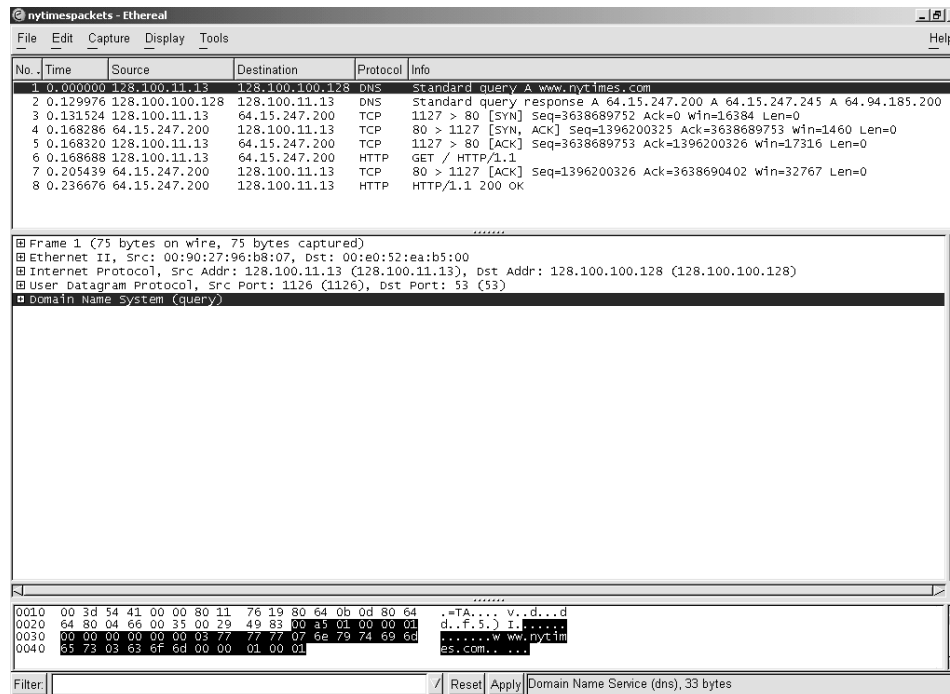 nytimespackets - Ethereal
File Edit Capture Display Tools Help
No. Time Source Destination Protocol Info
1 0.000000 128.100.11.13 128.100.100.128 DNS Standard query A www.nytimes.com
2 0.129976 128.100.100.128 128.100.11.13 DNS Standard query response A 64.15.247.200 A 64.15.247.245 A 64.94.185.200
3 0.131524 128.100.11.13 64.15.247.200 TCP 1127 > 80 [SYN] Seq=3638689752 Ack=0 Win=16384 Len=0
4 0.168286 64.15.247.200 128.100.11.13 TCP 80 > 1127 [SYN, ACK] Seq=1396200325 Ack=3638689753 Win=1460 Len=0
5 0.168320 128.100.11.13 64.15.247.200 TCP 1127 > 80 [ACK] Seq=3638689753 Ack=1396200326 Win=17316 Len=0
6 0.168688 128.100.11.13 64.15.247.200 HTTP GET / HTTP/1.1
7 0.205439 64.15.247.200 128.100.11.13 TCP 80 > 1127 [ACK] Seq=1396200326 Ack=3638690402 Win=32767 Len=0
8 0.236676 64.15.247.200 128.100.11.13 HTTP HTTP/1.1 200 OK
Frame 1 (75 bytes on wire, 75 bytes captured)
Ethernet II, Src: 00:90:27:96:b8:07, Dst: 00:e0:52:ea:b5:00
Internet Protocol, Src Addr: 128.100.11.13 (128.100.11.13), Dst Addr: 128.100.100.128 (128.100.100.128)
User Datagram Protocol, Src Port: 1126 (1126), Dst Port: 53 (53)
Domain Name System (query)
0010 00 3d 54 41 00 00 80 11 76 19 80 64 0b 0d 80 64 .=TA.... v..d...d
0020 64 80 04 66 00 35 00 29 49 83 00 a5 01 00 00 01 d..f.5.) I.......
0030 00 00 00 00 00 00 03 77 77 77 07 6e 79 74 69 6d .......w ww.nytim
0040 65 73 03 63 6f 6d 00 00 01 00 01 es.com.. ...
Filter: / Reset Apply Domain Name Service (dns), 33 bytes